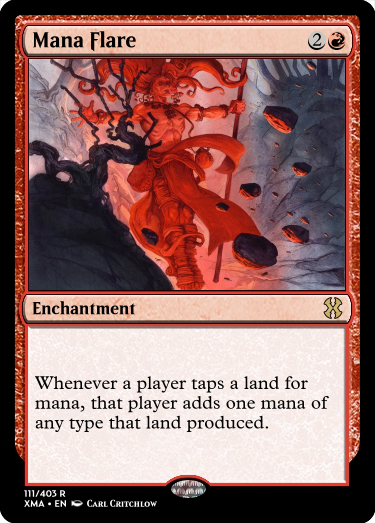 Mana Flare 2
Enchantment
Whenever a player taps a land for
mana, that player adds one mana of
any type that land produced.
111/403 R
XMA • EN Carl Critchlow